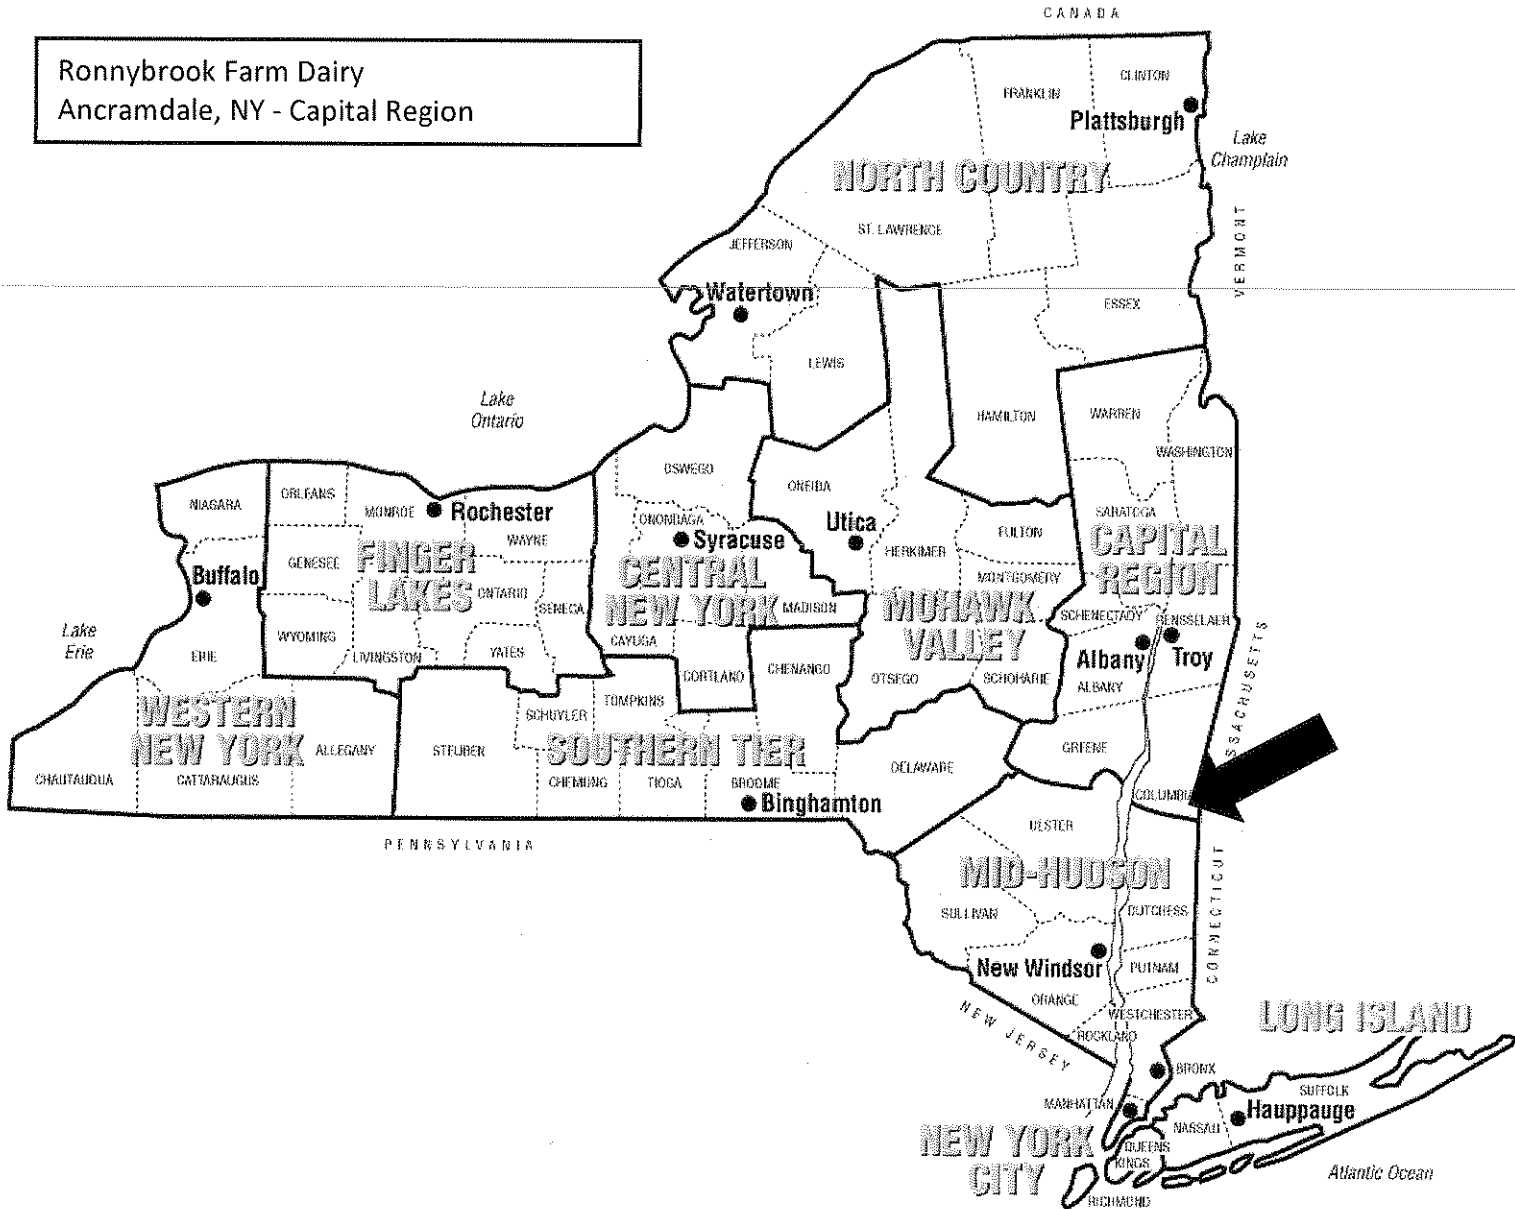 CANADA
Ronnybrook Farm Dairy
Ancramdale, NY - Capital Region
CLINTON
FRANKLIN
Plattsburgh
Lake
Champlain
NORTH COUNTRY
VERMONT
ST. LAWRENCE
JEFFERSON
Watertown
ESSEX
LEWIS
Lake
Ontario
HAMILTON
WARREN
WASHINGTON
OSWEGO
ONEIDA
NIAGARA
ORLEANS
MONROE
Rochester
ONONDAGA
Syracuse
Utica
SARATOGA
FULTON
HERKIMER
CAPITAL
REGION
WAYNE
GENESEE
FINGER
LAKES
ONTARIO
SENECA
CENTRAL
NEW YORK
MONTGOMERY
Buffalo
MADISON
MOHAWK
VALLEY
SCHENECTADY
RENSSELAER
Lake
Erie
WYOMING
LIVINGSTON
YATES
CAYUGA
ERIE
CHENANGO
CORTLAND
OTSEGO
SCHOHARIE
Albany
Troy
ALBANY
SSACHUSETTS
WESTERN
NEW YORK
TOMPKINS
SCHUYLER
SOUTHERN TIER
ALLEGANY
STEUBEN
GREENE
CHAUTAUQUA
CATTARAUGUS
CHEMUNG
TIOGA
BROOME
DELAWARE
Binghamton
COLUMBIA
PENNSYLVANIA
ULSTER
MID-HUDSON
SULLIVAN
DUTCHESS
CONNECTICUT
New Windsor
PUTNAM
ORANGE
WESTCHESTER
ROCKLAND
NEW JERSEY
LONG ISLAND
BRONX
SUFFOLK
MANHATTAN
NASSAU
Hauppauge
NEW YORK
CITY
QUEENS
KINGS
RICHMOND
Atlantic Ocean